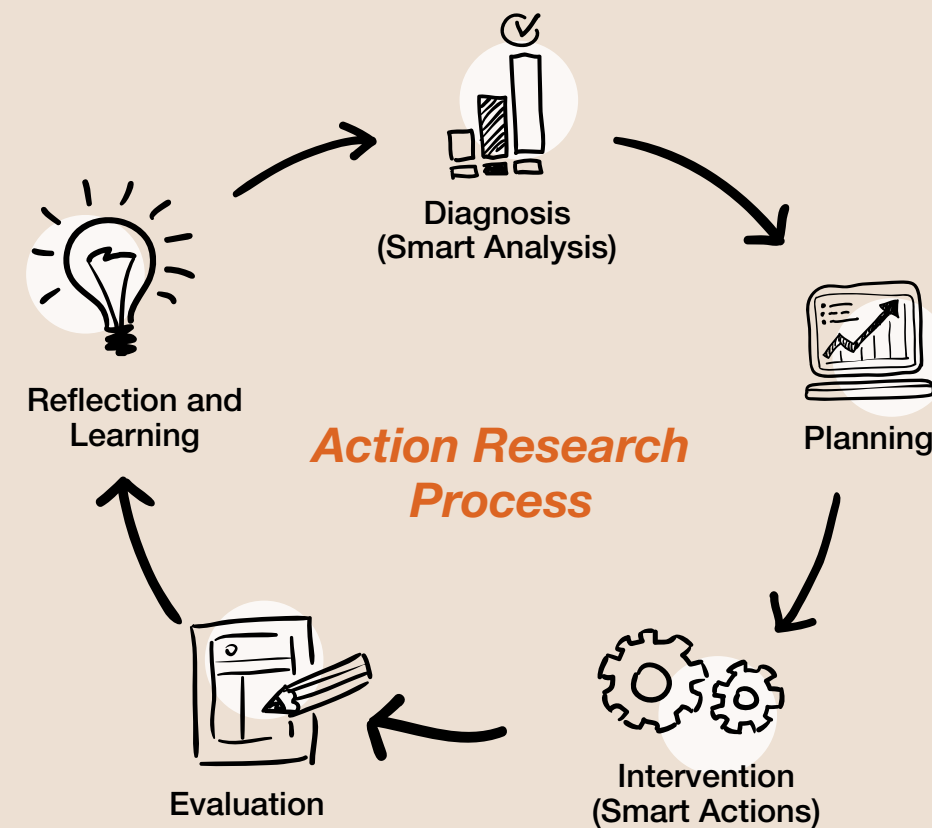 Diagnosis
(Smart Analysis)
Planning
Intervention
(Smart Actions)
Evaluation
Reflection and
Learning
Action Research
Process